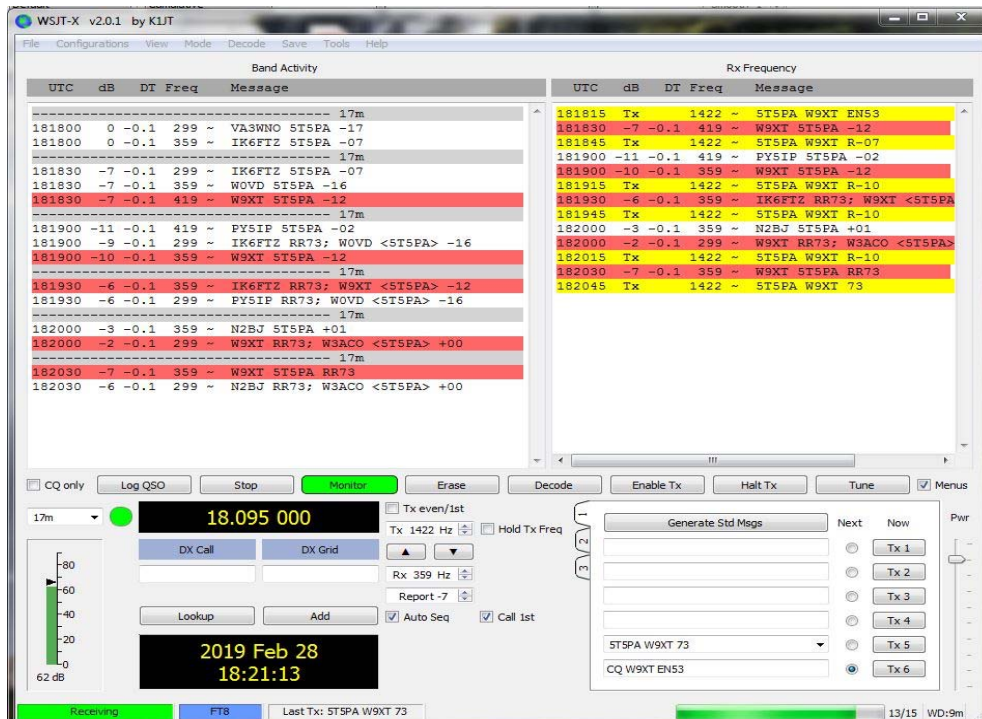 WSJT-X v2.0.1 by K1JT
File Configurations View Mode Decode Save Tools Help
Band Activity
UTC dB DT Freq Message
------------------------------------ 17m
181800 0 -0.1 299 ~ VA3WNO 5T5PA -17
181800 0 -0.1 359 ~ IK6FTZ 5T5PA -07
------------------------------------ 17m
181830 -7 -0.1 299 ~ IK6FTZ 5T5PA -07
181830 -7 -0.1 359 ~ W0VD 5T5PA -16
181830 -7 -0.1 419 ~ W9XT 5T5PA -12
------------------------------------ 17m
181900 -11 -0.1 419 ~ PY5IP 5T5PA -02
181900 -9 -0.1 299 ~ IK6FTZ RR73; W0VD <5T5PA> -16
181900 -10 -0.1 359 ~ W9XT 5T5PA -12
------------------------------------ 17m
181930 -6 -0.1 359 ~ IK6FTZ RR73; W9XT <5T5PA> -12
181930 -6 -0.1 299 ~ PY5IP RR73; W0VD <5T5PA> -16
------------------------------------ 17m
182000 -3 -0.1 359 ~ N2BJ 5T5PA +01
182000 -2 -0.1 299 ~ W9XT RR73; W3ACO <5T5PA> +00
------------------------------------ 17m
182030 -7 -0.1 359 ~ W9XT 5T5PA RR73
182030 -6 -0.1 299 ~ N2BJ RR73; W3ACO <5T5PA> +00
Rx Frequency
UTC dB DT Freq Message
181815 Tx 1422 ~ 5T5PA W9XT EN53
181830 -7 -0.1 419 ~ W9XT 5T5PA -12
181845 Tx 1422 ~ 5T5PA W9XT R-07
181900 -11 -0.1 419 ~ PY5IP 5T5PA -02
181900 -10 -0.1 359 ~ W9XT 5T5PA -12
181915 Tx 1422 ~ 5T5PA W9XT R-10
181930 -6 -0.1 359 ~ IK6FTZ RR73; W9XT <5T5PA
181945 Tx 1422 ~ 5T5PA W9XT R-10
182000 -3 -0.1 359 ~ N2BJ 5T5PA +01
182000 -2 -0.1 299 ~ W9XT RR73; W3ACO <5T5PA>
182015 Tx 1422 ~ 5T5PA W9XT R-10
182030 -7 -0.1 359 ~ W9XT 5T5PA RR73
182045 Tx 1422 ~ 5T5PA W9XT 73
CQ only Log QSO Stop Monitor Erase Decode Enable Tx Halt Tx Tune Menus
17m
18.095 000
DX Call DX Grid
Lookup Add
2019 Feb 28
18:21:13
-80
-60
-40
-20
-0
62 dB
Tx even/1st
Tx 1422 Hz Hold Tx Freq
Rx 359 Hz
Report -7
Auto Seq Call 1st
1
2
3
Generate Std Msgs Next Now Pwr
Tx 1
Tx 2
Tx 3
Tx 4
5T5PA W9XT 73 Tx 5
CQ W9XT EN53 Tx 6
Receiving FT8 Last Tx: 5T5PA W9XT 73 13/15 WD:9m